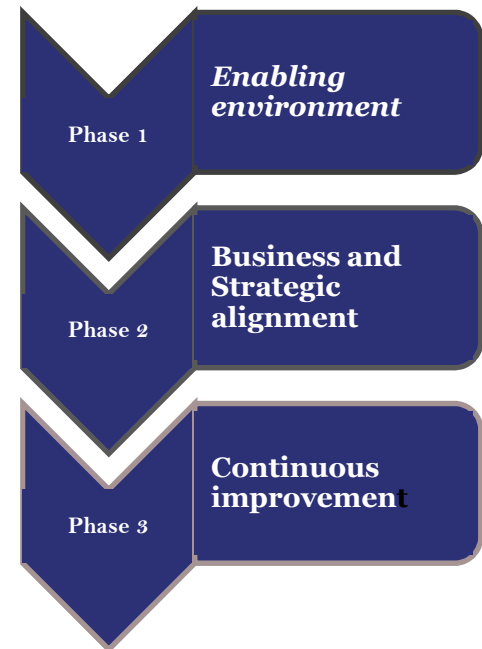 Phase 1
Enabling
environment
Phase 2
Business and
Strategic
alignment
Phase 3
Continuous
improvement